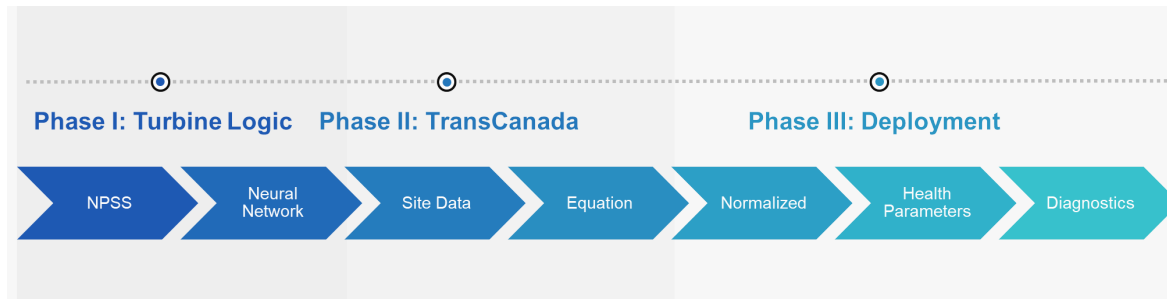 Phase I: Turbine Logic
Phase II: TransCanada
Phase III: Deployment
NPSS
Neural
Network
Site Data
Equation
Normalized
Health
Parameters
Diagnostics